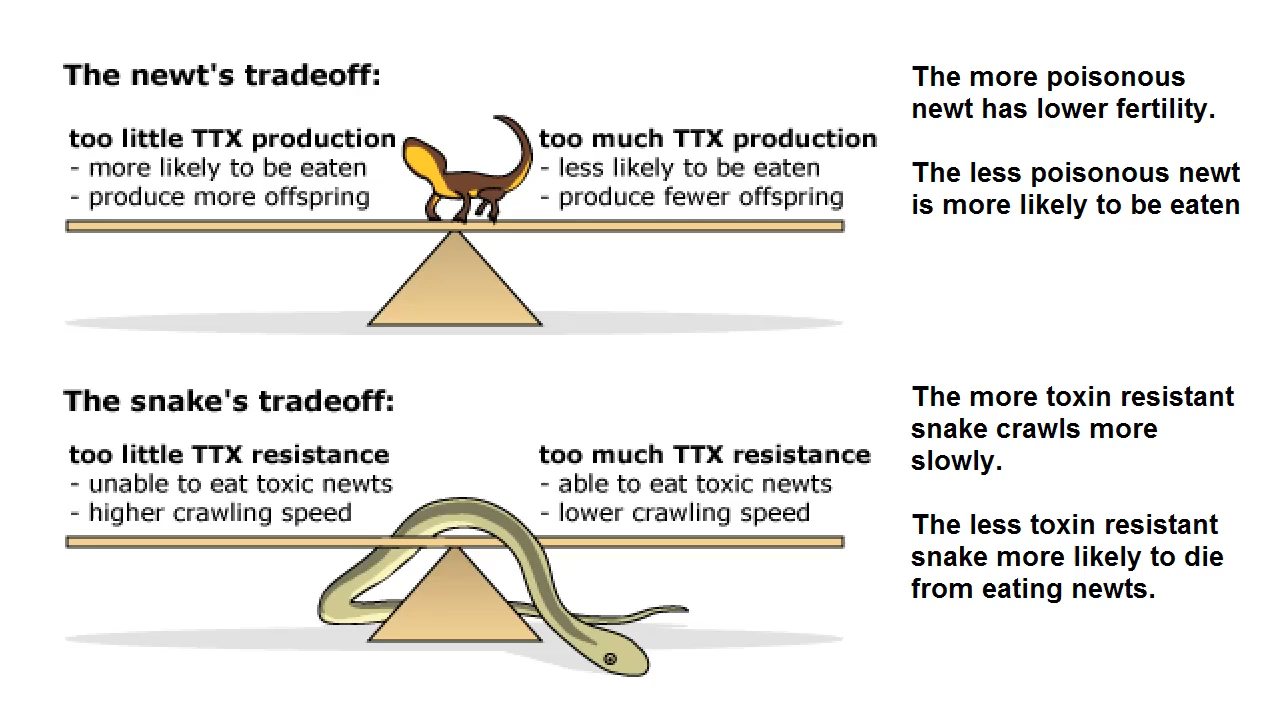 The newt's tradeoff:
too little TTX production
- more likely to be eaten
- produce more offspring
too much TTX production
- less likely to be eaten
- produce fewer offspring
The more poisonous
newt has lower fertility.
The less poisonous newt
is more likely to be eaten
The snake's tradeoff:
too little TTX resistance
- unable to eat toxic newts
- higher crawling speed
too much TTX resistance
- able to eat toxic newts
- lower crawling speed
The more toxin resistant
snake crawls more
slowly.
The less toxin resistant
snake more likely to die
from eating newts.